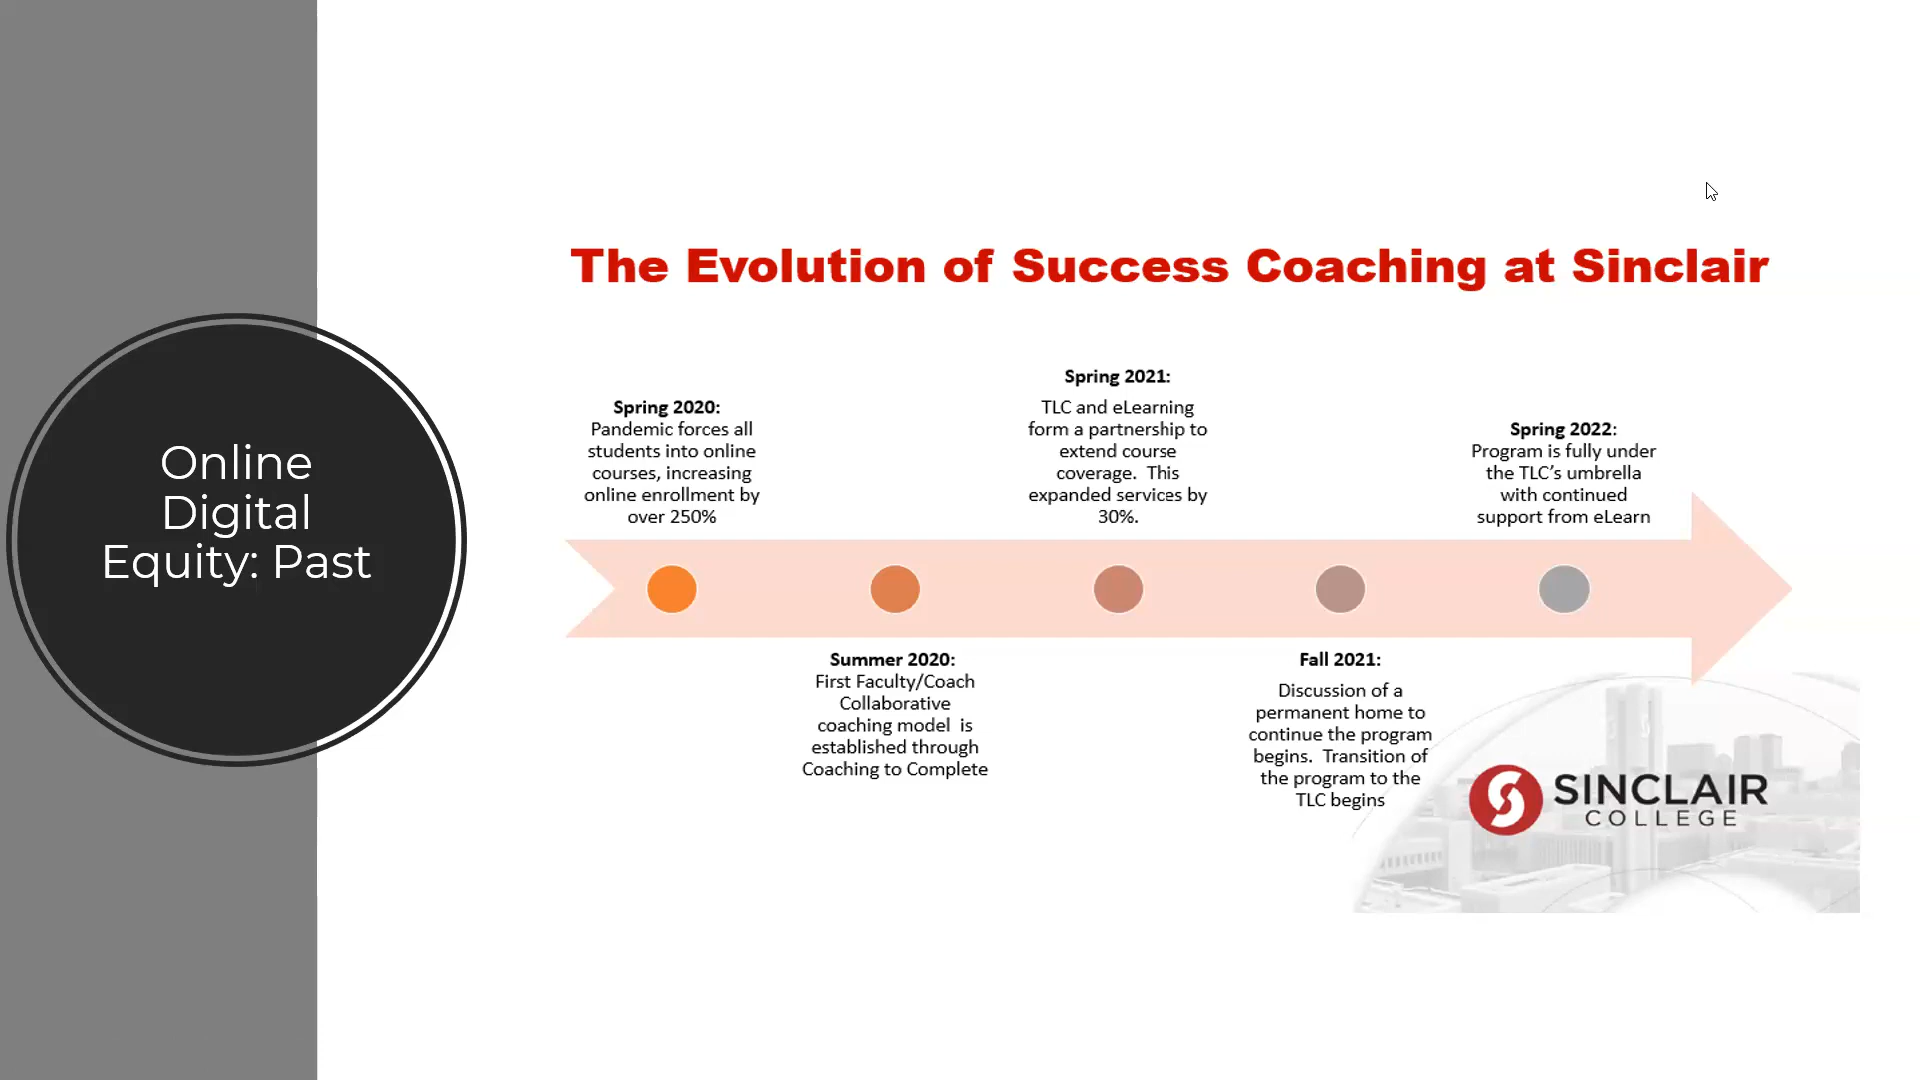 Online
Digital
Equity: Past
The Evolution of Success Coaching at Sinclair
Spring 2020:
Pandemic forces all
students into online
courses, increasing
online enrollment by
over 250%
Summer 2020:
First Faculty/Coach
Collaborative
coaching model is
established through
Coaching to Complete
Spring 2021:
TLC and eLearning
form a partnership to
extend course
coverage. This
expanded services by
30%.
Fall 2021:
Discussion of a
permanent home to
continue the program
begins. Transition of
the program to the
TLC begins
Spring 2022:
Program is fully under
the TLC’s umbrella
with continued
support from eLearn
SINCLAIR
COLLEGE